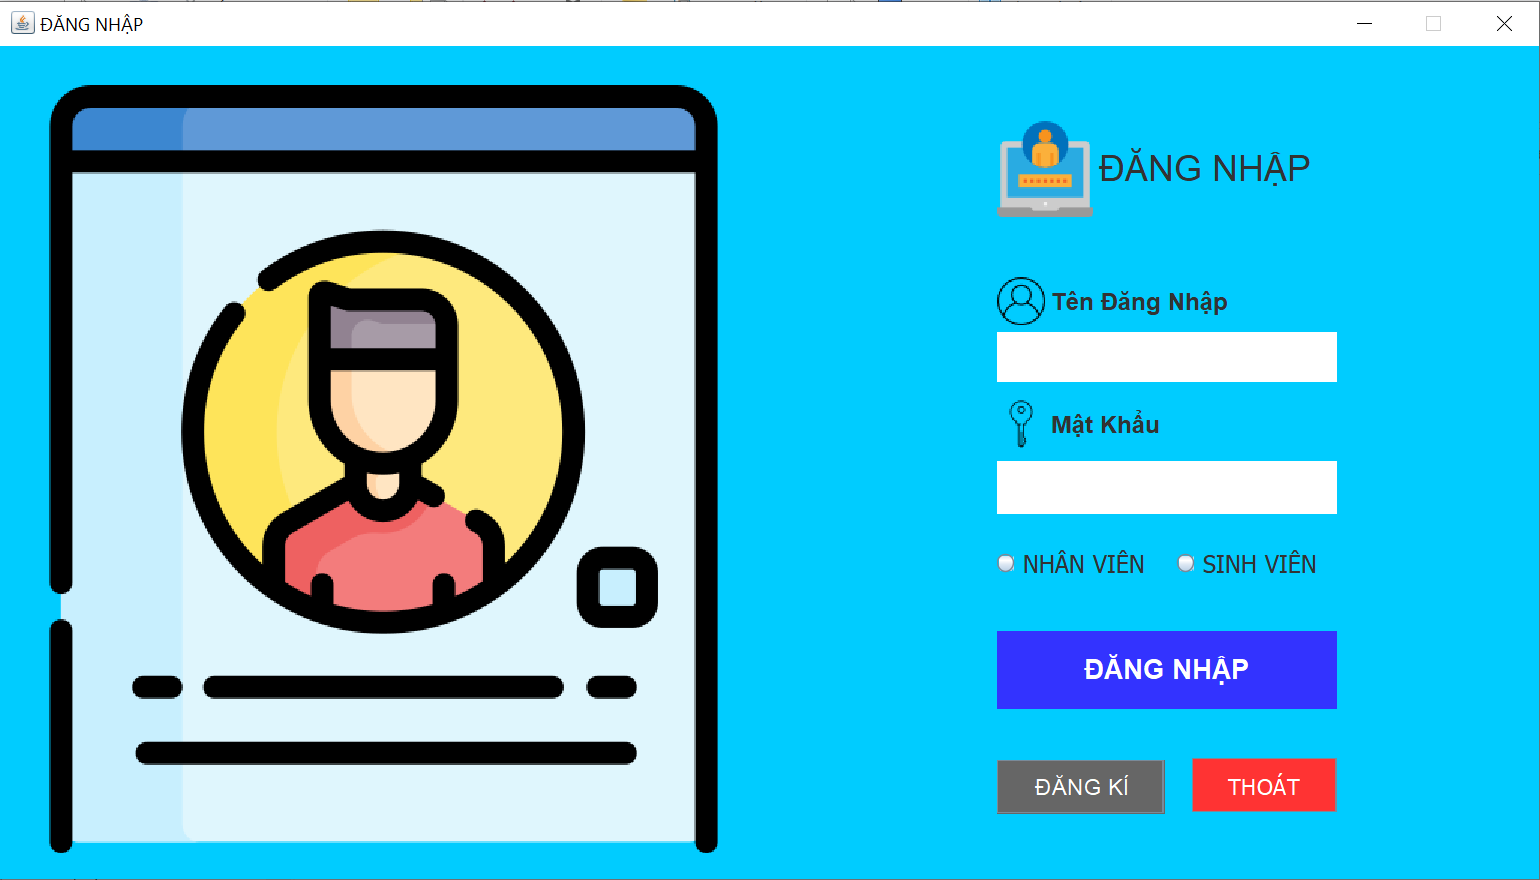 ĐĂNG NHẬP
ĐĂNG NHẬP
Tên Đăng Nhập
Mật Khẩu
NHÂN VIÊN SINH VIÊN
ĐĂNG NHẬP
ĐĂNG KÍ THOÁT